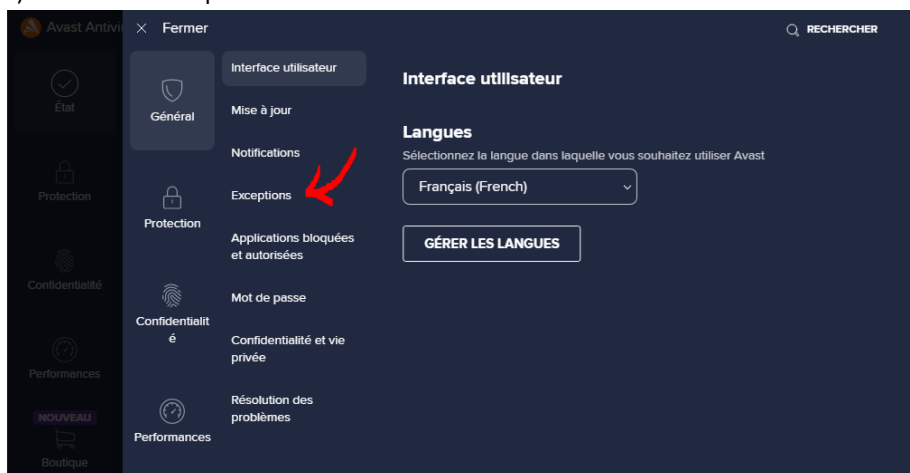 Avast Antivi
Fermer
RECHERCHER
État
Protection
Confidentialité
Performances
NOUVEAU
Boutique
Général
Protection
Confidentialit
é
Performances
Interface utilisateur
Mise à jour
Notifications
Exceptions
Applications bloquées
et autorisées
Mot de passe
Confidentialité et vie
privée
Résolution des
problèmes
Interface utilisateur
Langues
Sélectionnez la langue dans laquelle vous souhaitez utiliser Avast
Français (French)
GÉRER LES LANGUES